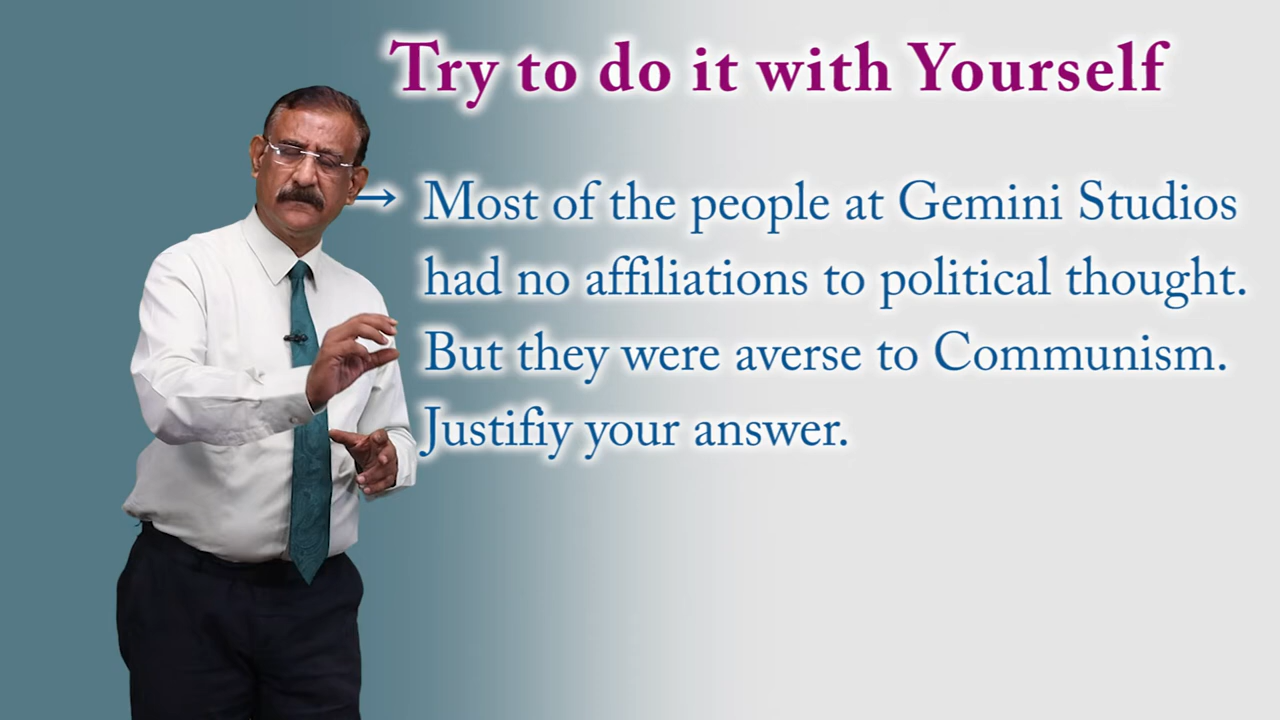 Try to do it with Yourself
→ Most of the people at Gemini Studios
had no affiliations to political thought.
But they were averse to Communism.
Justifiy your answer.